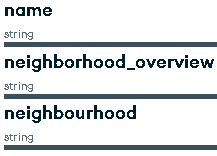 name
string
neighborhood_overview
string
neighbourhood
string